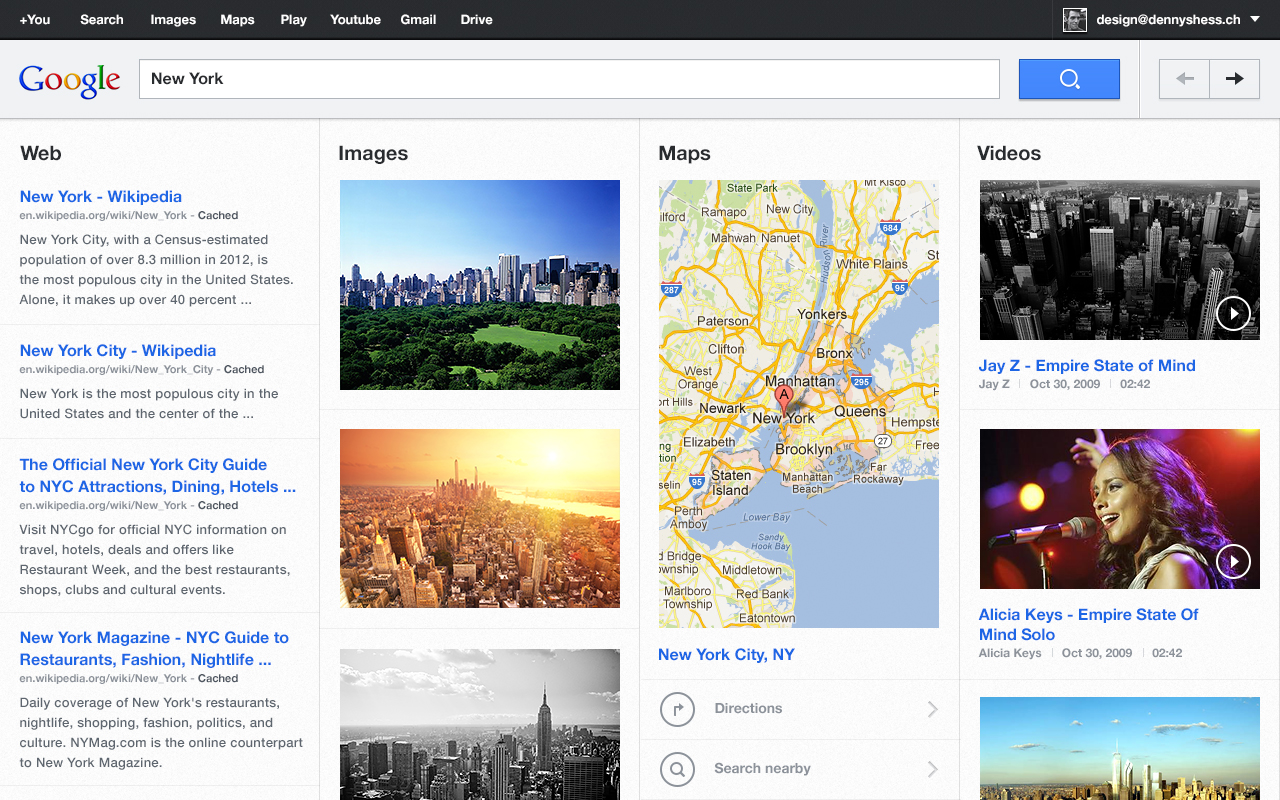 +You Search Images Maps Play Youtube Gmail Drive design@dennyshess.ch
Google New York
Web
New York - Wikipedia
en.wikipedia.org/wiki/New_York - Cached
New York City, with a Census-estimated
population of over 8.3 million in 2012, is
the most populous city in the United States.
Alone, it makes up over 40 percent ...
New York City - Wikipedia
en.wikipedia.org/wiki/New_York_City - Cached
New York is the most populous city in the
United States and the center of the ...
The Official New York City Guide
to NYC Attractions, Dining, Hotels ...
en.wikipedia.org/wiki/New_York - Cached
Visit NYCgo for official NYC information on
travel, hotels, deals and offers like
Restaurant Week, and the best restaurants,
shops, clubs and cultural events.
New York Magazine - NYC Guide to
Restaurants, Fashion, Nightlife ...
en.wikipedia.org/wiki/New_York - Cached
Daily coverage of New York's restaurants,
nightlife, shopping, fashion, politics, and
culture. NYMag.com is the online counterpart
to New York Magazine.
Images
Maps
State Park
Mt Kisco
ilford Ramapo New City
684
Mahwah Nanuet
Hudson River
White Plains St
287
95
Yonkers
Paterson
Clifton
Bronx
West
Orange
Manhattan
295
A
ort Hills
Newark
New York
Queens
Hempste
27
Elizabeth
Brooklyn
Free
ng
tion
Staten
Island
Manhattan
Beach
Far
Rockaway
selin
95
Perth
Amboy
Lower Bay
Sandy
Hook Bay
d Bridge
ownship
Middletown
Marlboro
Township
Red Bank
Eatontown
New York City, NY
Directions
Search nearby
Videos
Jay Z - Empire State of Mind
Jay Z Oct 30, 2009 02:42
Alicia Keys - Empire State Of
Mind Solo
Alicia Keys Oct 30, 2009 02:42